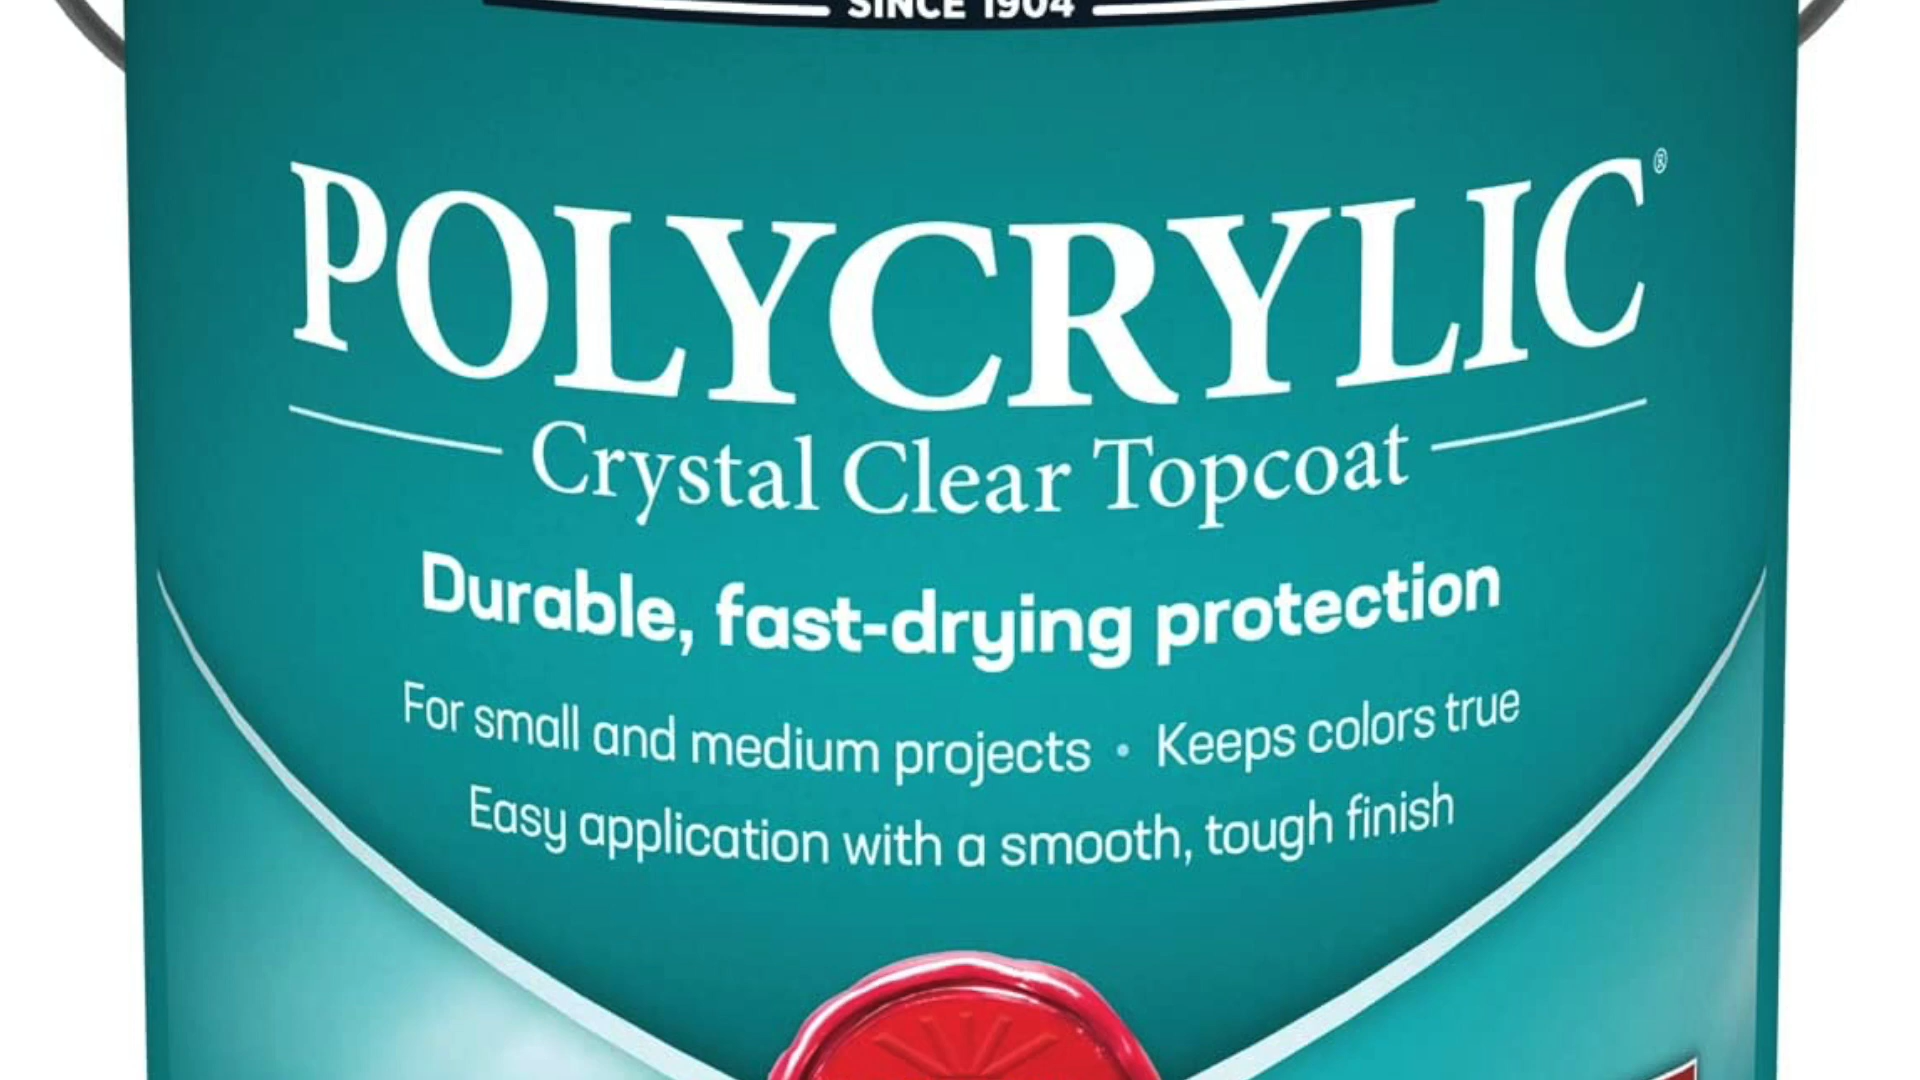 SINCE 1904
POLYCRYLIC®
Crystal Clear Topcoat
Durable, fast-drying protection
For small and medium projects • Keeps colors true
Easy application with a smooth, tough finish